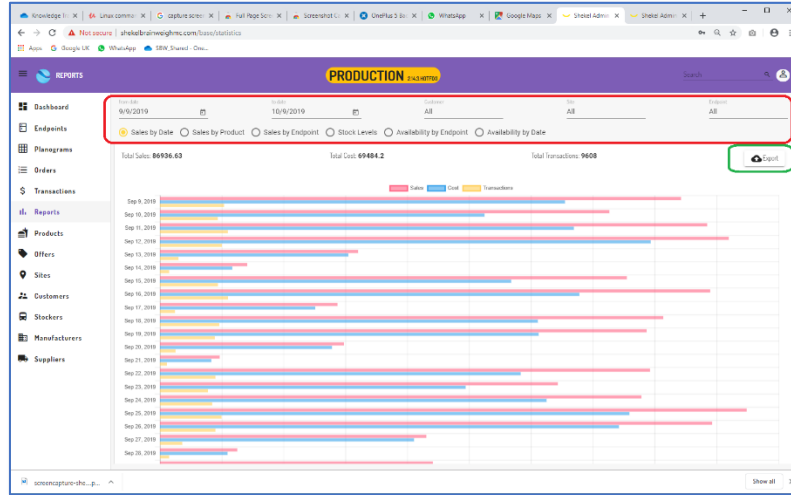 Knowledge
Linux comman
capture scree
Full Page Scre
Screenshot
OnePlus 5
WhatsApp
Google Maps
Shekel Admin
Shekel Admin
Not secure | shekelbrainweighmc.com/base/statistics
Apps Google UK WhatsApp SBW_Shared - One...
REPORTS
PRODUCTION 2.14.3 HOTFIX
Search
Dashboard
Endpoints
Planograms
Orders
Transactions
Reports
Products
Offers
Sites
Customers
Stockers
Manufacturers
Suppliers
From date
9/9/2019
10/9/2019
Customer
All
Site
All
Endpoint
All
Sales by Date Sales by Product Sales by Endpoint Stock Levels Availability by Endpoint Availability by Date
Total Sales: 86936.63 Total Cost: 69484.2 Total Transactions: 9608
Export
Sales Cost Transactions
Sep 9, 2019
Sep 10, 2019
Sep 11, 2019
Sep 12, 2019
Sep 13, 2019
Sep 14, 2019
Sep 15, 2019
Sep 16, 2019
Sep 17, 2019
Sep 18, 2019
Sep 19, 2019
Sep 20, 2019
Sep 21, 2019
Sep 22, 2019
Sep 23, 2019
Sep 24, 2019
Sep 25, 2019
Sep 26, 2019
Sep 27, 2019
Sep 28, 2019
screencapture-she....p...
Show all